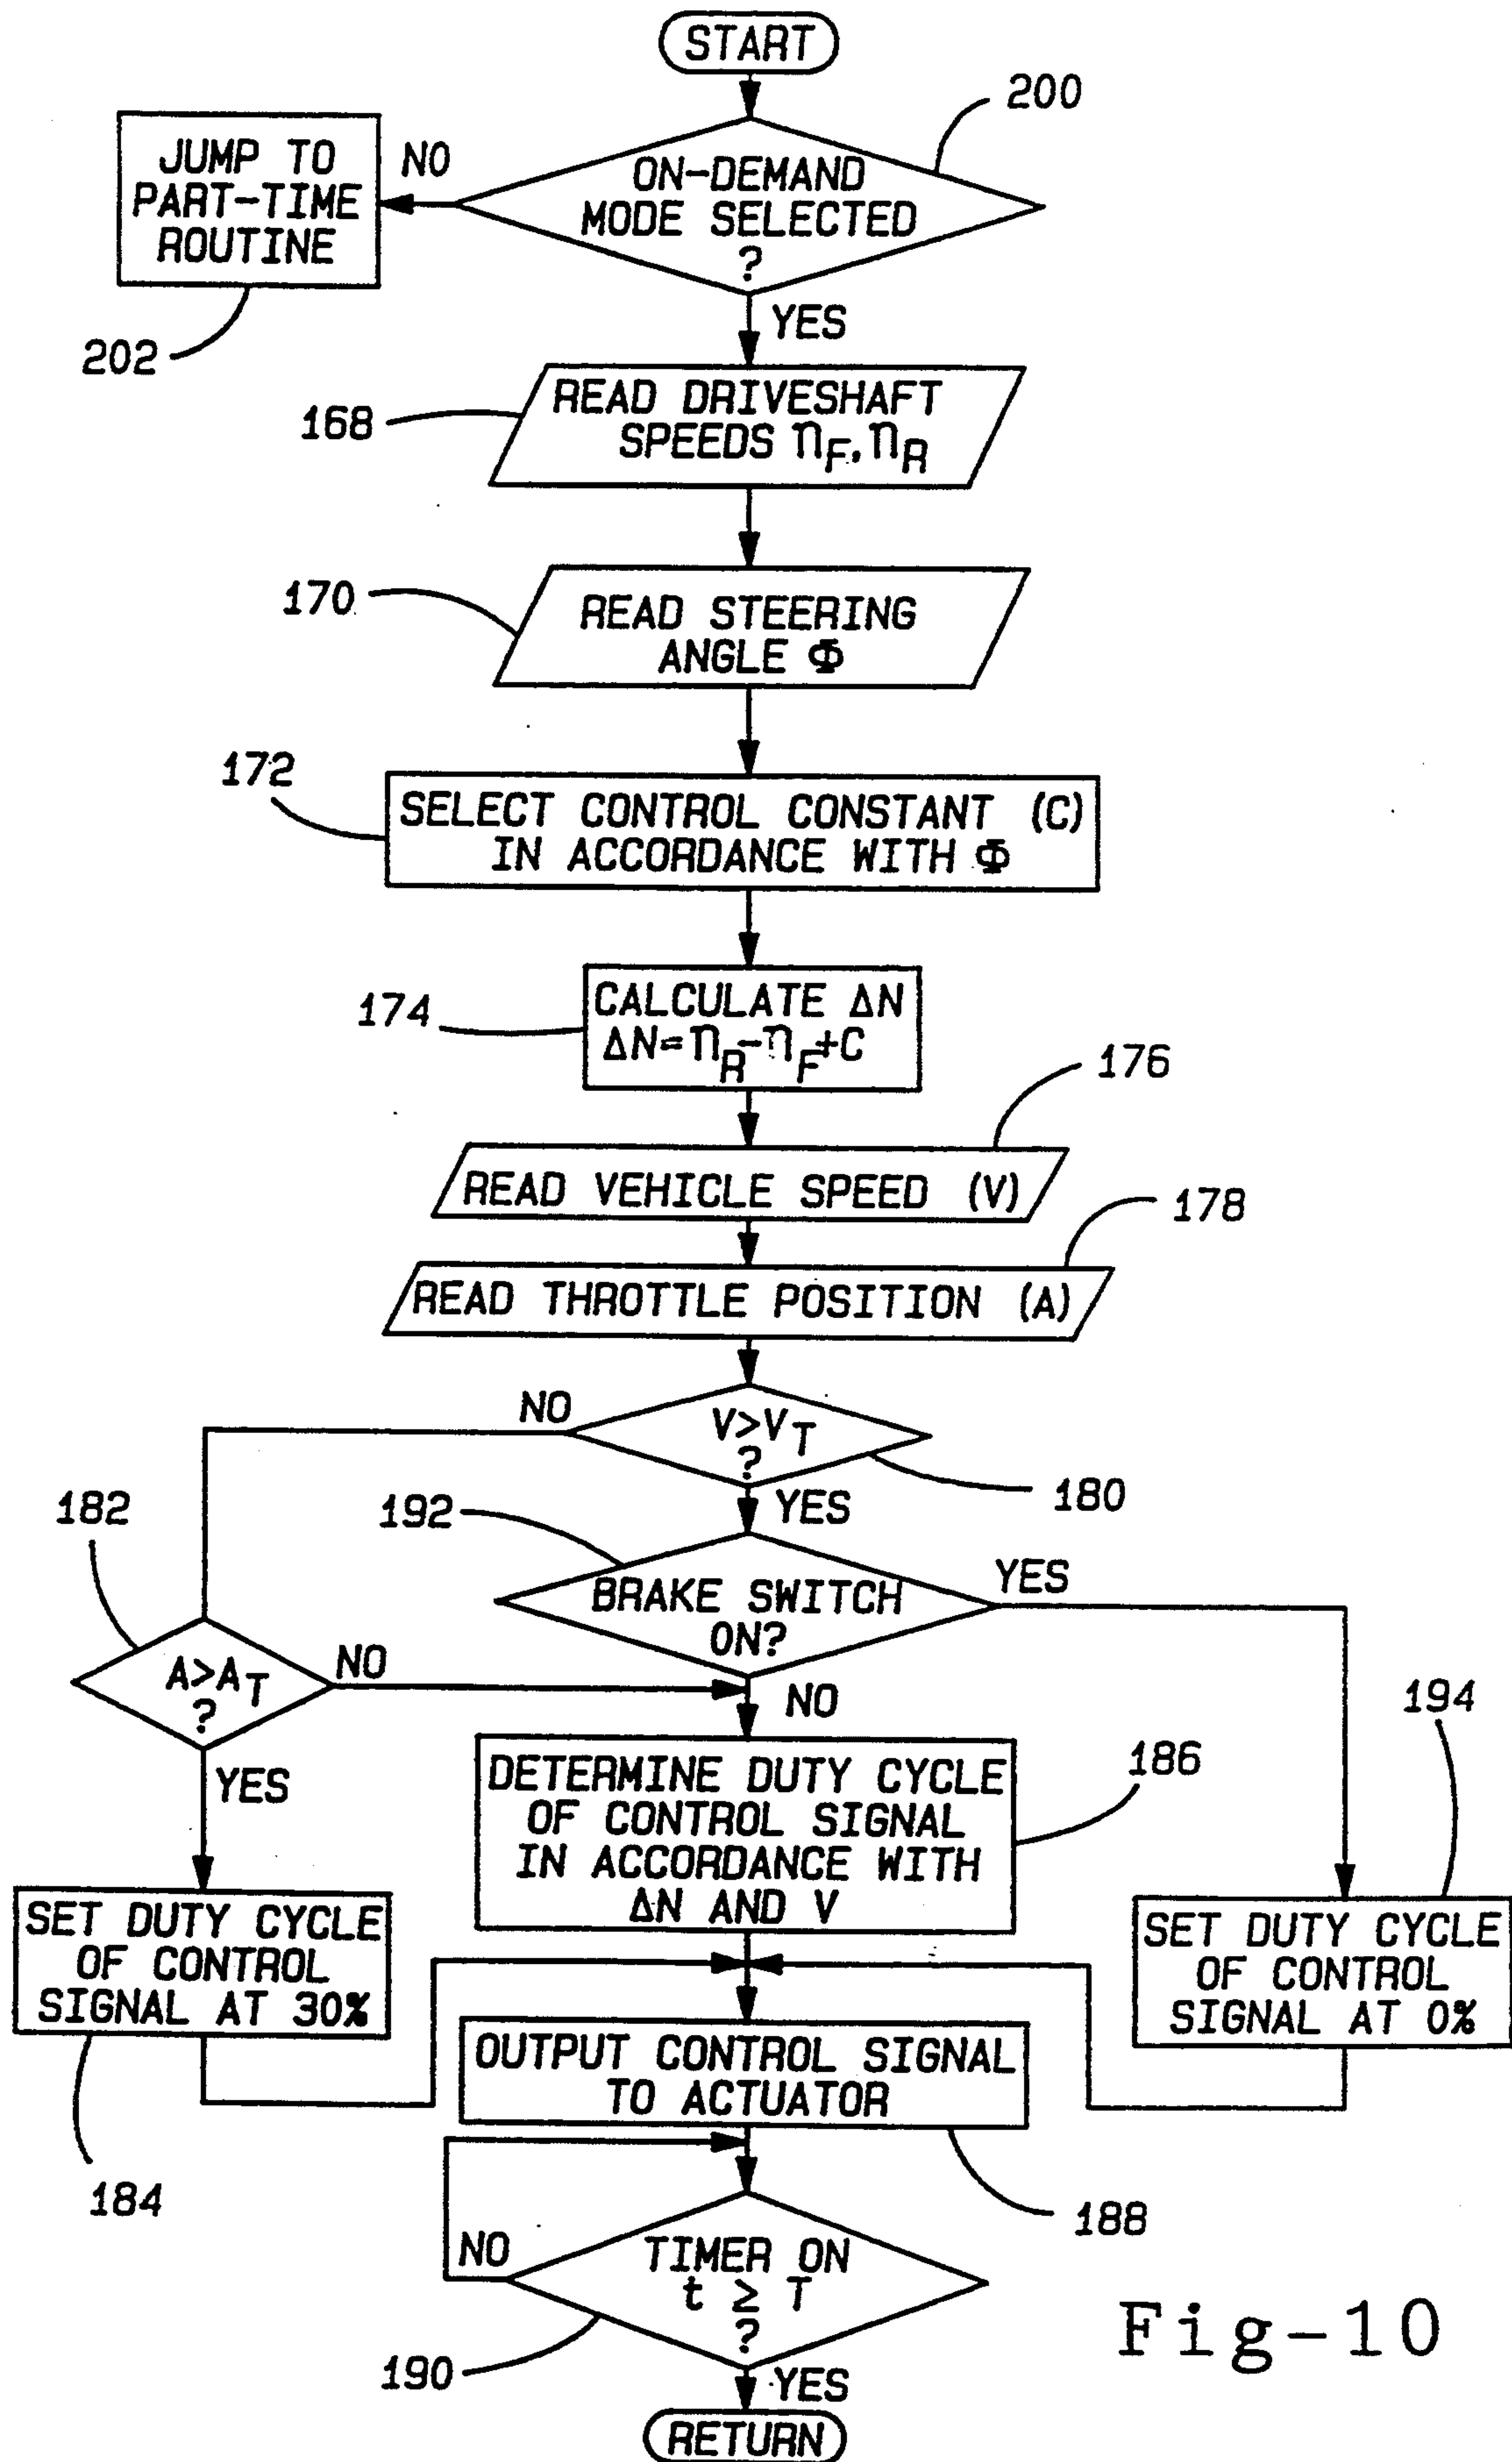 START
200
ON-DEMAND
MODE SELECTED
?
NO
JUMP TO
PART-TIME
ROUTINE
202
YES
168
READ DRIVESHAFT
SPEEDS ηF, ηR
170
READ STEERING
ANGLE Φ
172
SELECT CONTROL CONSTANT (C)
IN ACCORDANCE WITH Φ
174
CALCULATE ΔN
ΔN=ηR-ηF+C
176
READ VEHICLE SPEED (V)
178
READ THROTTLE POSITION (A)
NO
V>VT
?
180
YES
182
192
BRAKE SWITCH
ON?
YES
A>AT
?
NO
NO
YES
194
186
DETERMINE DUTY CYCLE
OF CONTROL SIGNAL
IN ACCORDANCE WITH
ΔN AND V
SET DUTY CYCLE
OF CONTROL
SIGNAL AT 30%
184
SET DUTY CYCLE
OF CONTROL
SIGNAL AT 0%
OUTPUT CONTROL SIGNAL
TO ACTUATOR
188
NO
TIMER ON
t ≥ T
?
190
YES
RETURN
Fig-10